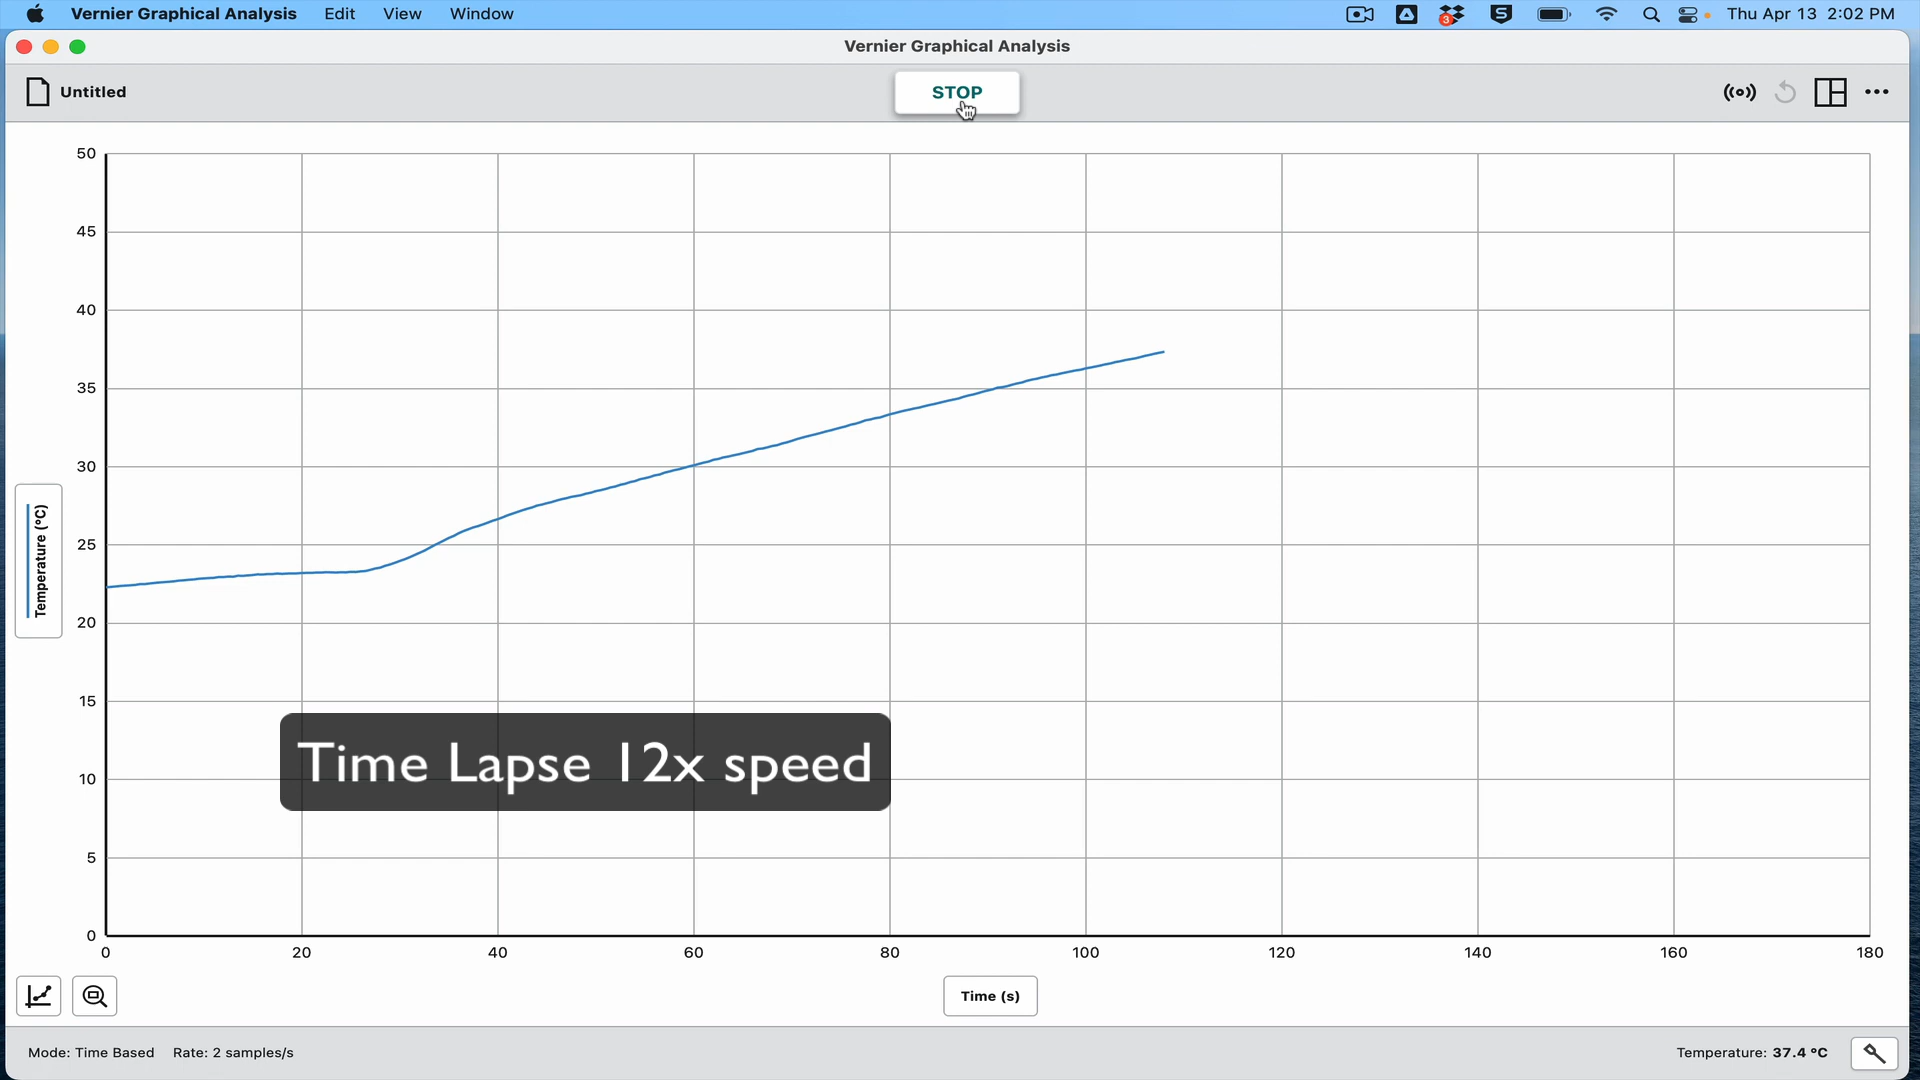 Vernier Graphical Analysis Edit View Window 3 S Thu Apr 13 2:02 PM
Vernier Graphical Analysis
Untitled
STOP
50
45
40
35
30
25
20
15
10
5
0
Temperature (°C)
Time Lapse 12x speed
0 20 40 60 80 100 120 140 160 180
Time (s)
Mode: Time Based Rate: 2 samples/s Temperature: 37.4 °C